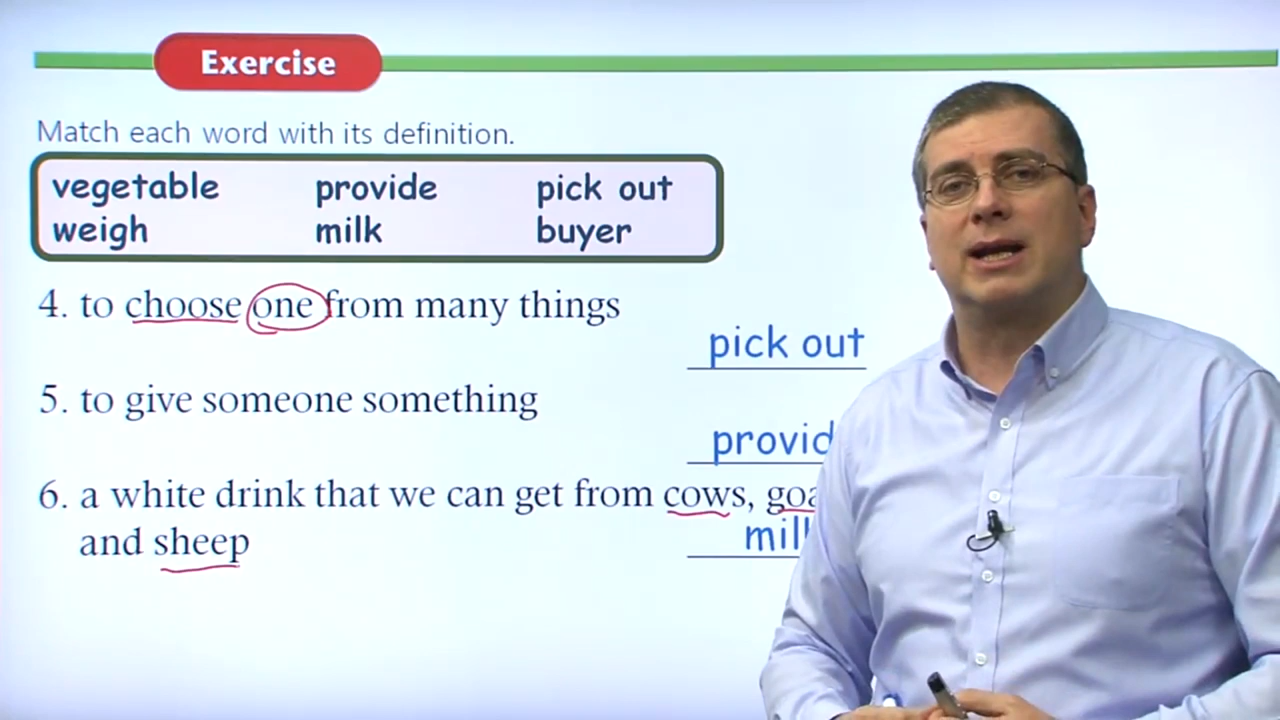 Exercise
Match each word with its definition.
vegetable provide pick out
weigh milk buyer
4. to choose one from many things
pick out
5. to give someone something
6. a white drink that we can get from cows,
and sheep